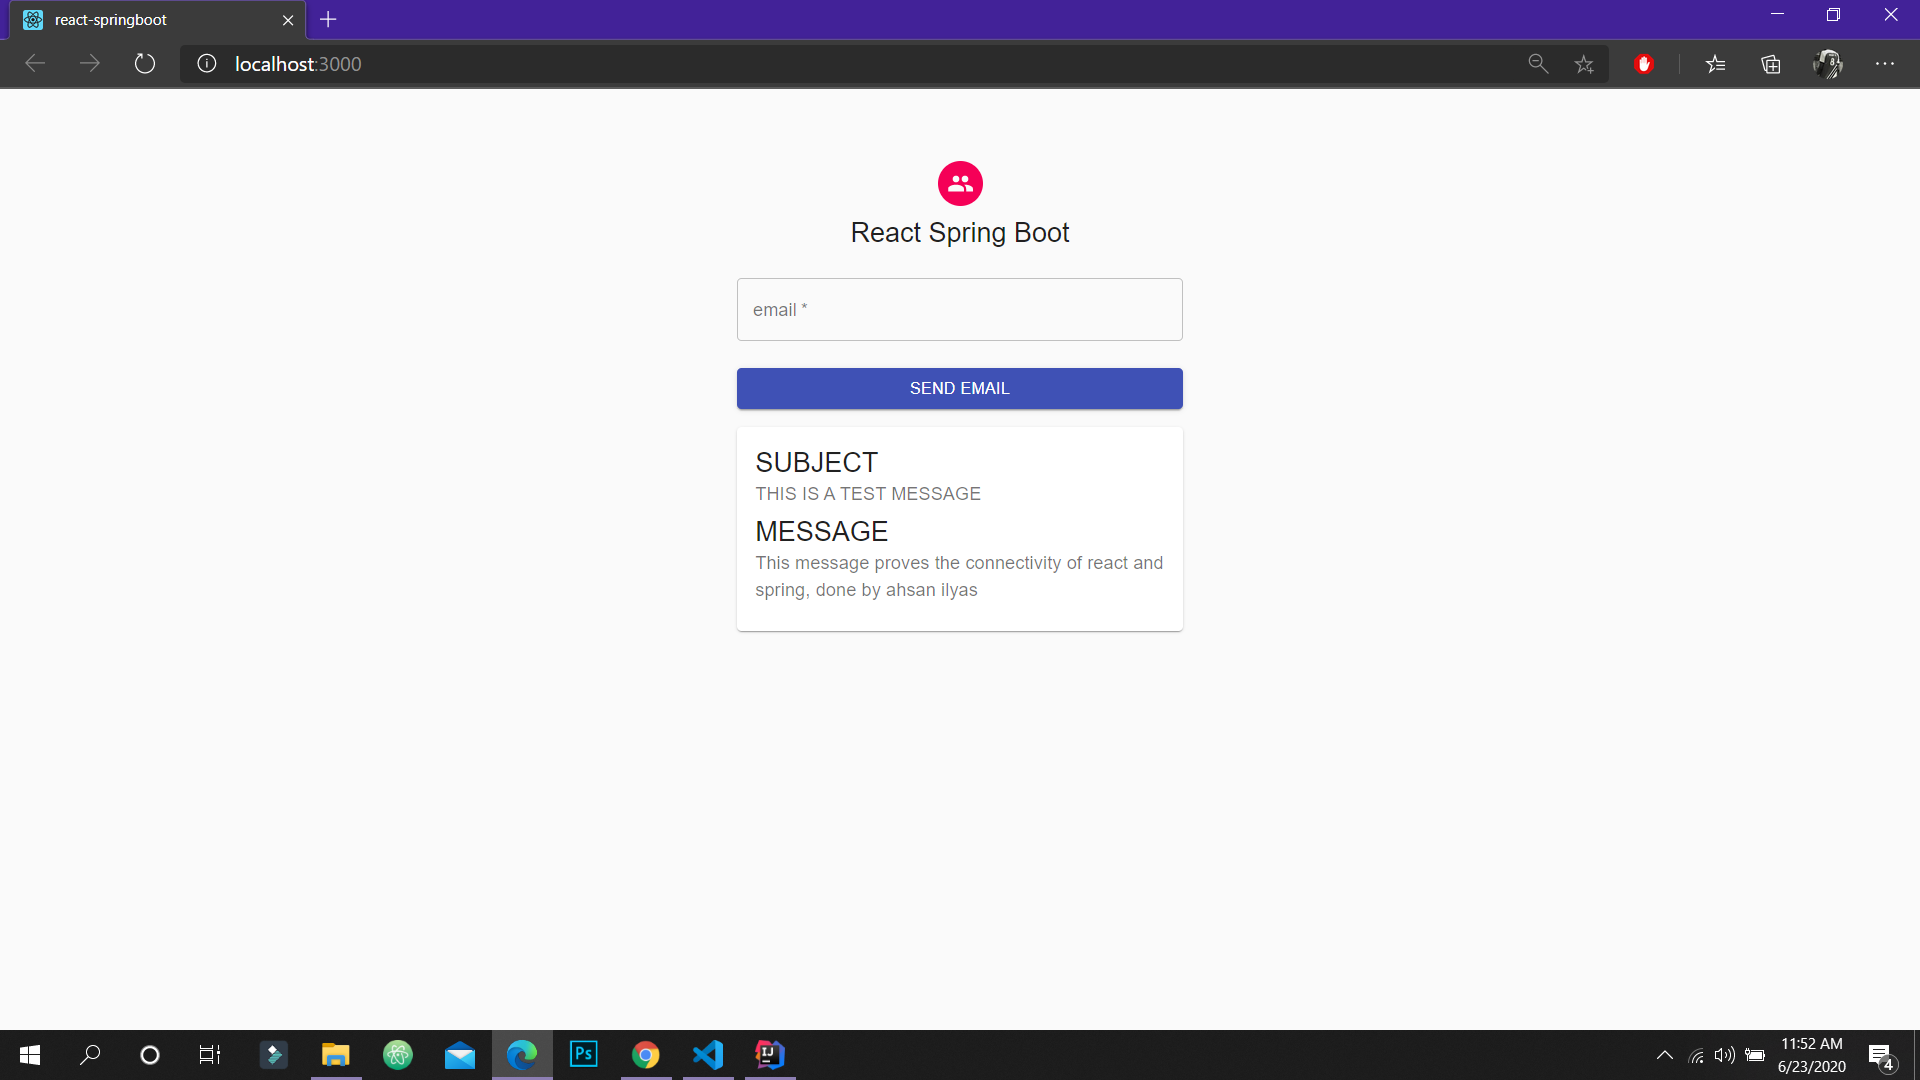 react-springboot
localhost:3000
React Spring Boot
email *
SEND EMAIL
SUBJECT
THIS IS A TEST MESSAGE
MESSAGE
This message proves the connectivity of react and
spring, done by ahsan ilyas
Ps
IJ
11:52 AM
6/23/2020
4